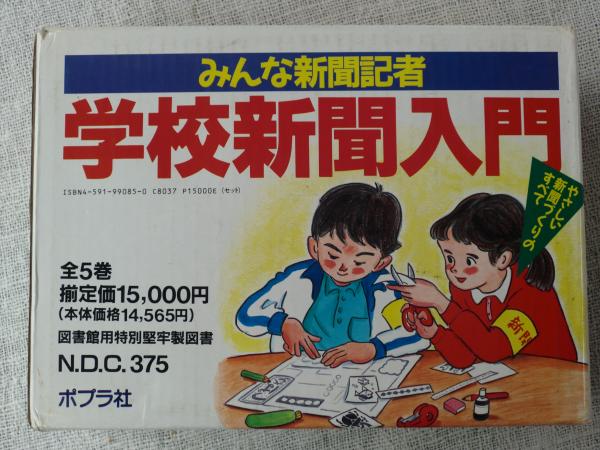 みんな新聞記者
学校新聞入門
ISBN4-591-99085-0 C8037 P15000E (セット)
やさしい
新聞づくりの
すべて
全5巻
揃定価15,000円
(本体価格14,565円)
図書館用特別堅牢製図書
N.D.C. 375
ポプラ社
新聞